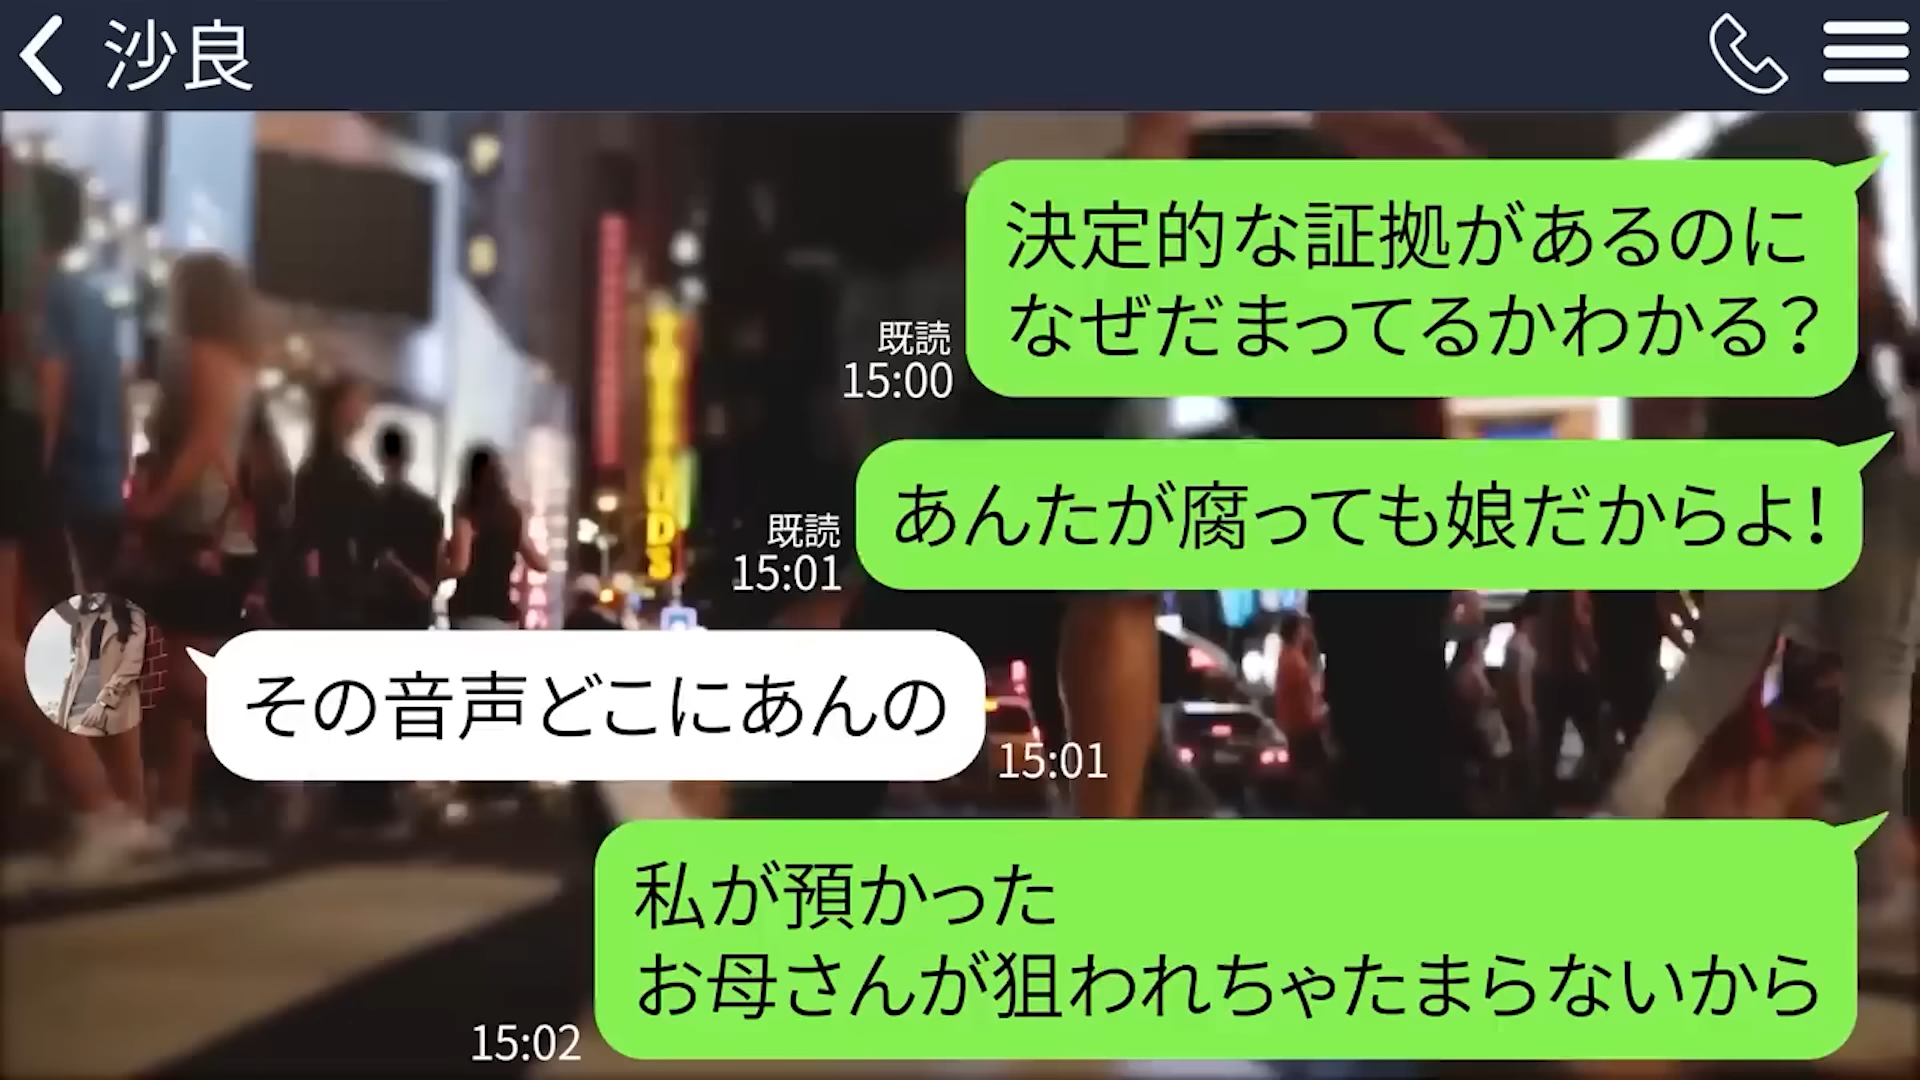 沙良
決定的な証拠があるのに
なぜだまってるかわかる？
既読
15:00
あんたが腐っても娘だからよ！
既読
15:01
その音声どこにあんの
15:01
私が預かった
お母さんが狙われちゃたまらないから
15:02